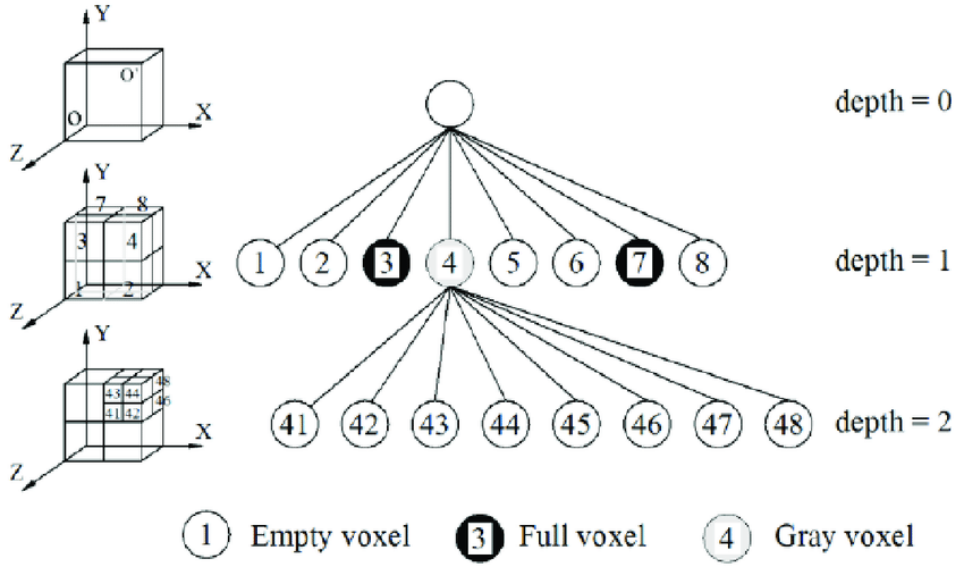 Y
O'
O
X
Z
depth = 0
Y
7 8
3 4
1 2
X
Z
1 2 3 4 5 6 7 8
depth = 1
Y
43 44 48
41 42 46
X
Z
41 42 43 44 45 46 47 48
depth = 2
1 Empty voxel 3 Full voxel 4 Gray voxel